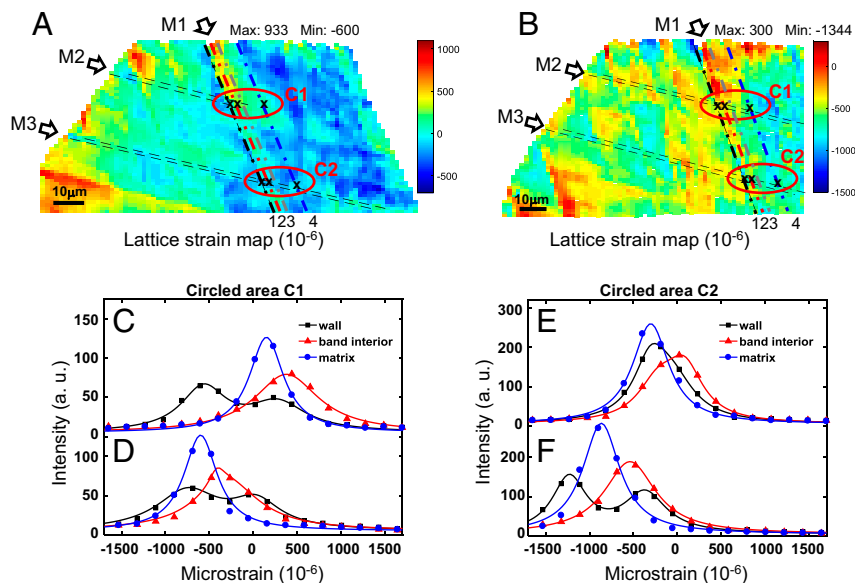 A
M1
Max: 933 Min: -600
M2
M3
C1
C2
10μm
123 4
1000
500
0
-500
Lattice strain map (10-6)
B
M1
Max: 300 Min: -1344
M2
M3
C1
C2
10μm
123 4
0
-500
-1000
-1500
Lattice strain map (10-6)
Circled area C1
C
150
100
50
0
wall
band interior
matrix
D
100
50
0
Intensity (a. u.)
-1500 -1000 -500 0 500 1000 1500
Microstrain (10-6)
Circled area C2
E
300
200
100
0
wall
band interior
matrix
F
200
100
0
Intensity (a. u.)
-1500 -1000 -500 0 500 1000 1500
Microstrain (10-6)